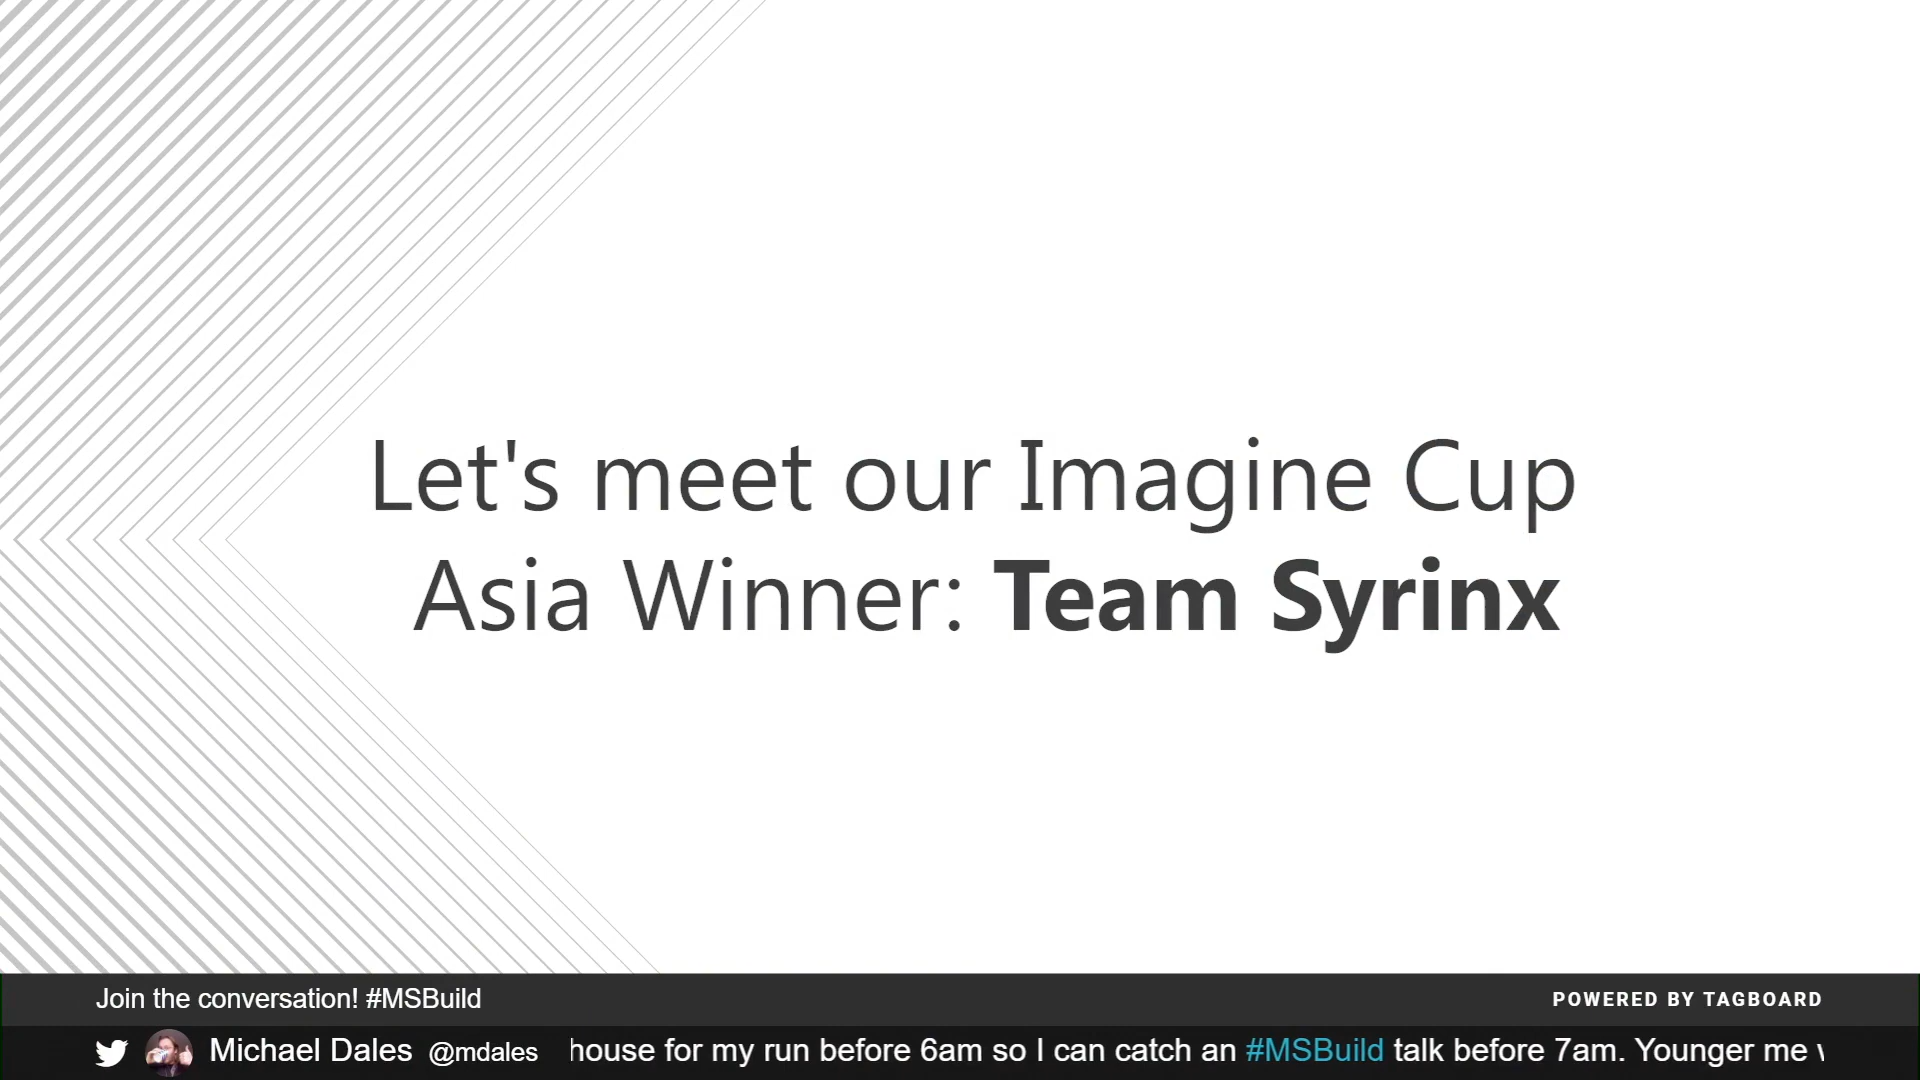 Let's meet our Imagine Cup
Asia Winner: Team Syrinx
Join the conversation! #MSBuild
POWERED BY TAGBOARD
Michael Dales @mdales house for my run before 6am so I can catch an #MSBuild talk before 7am. Younger me